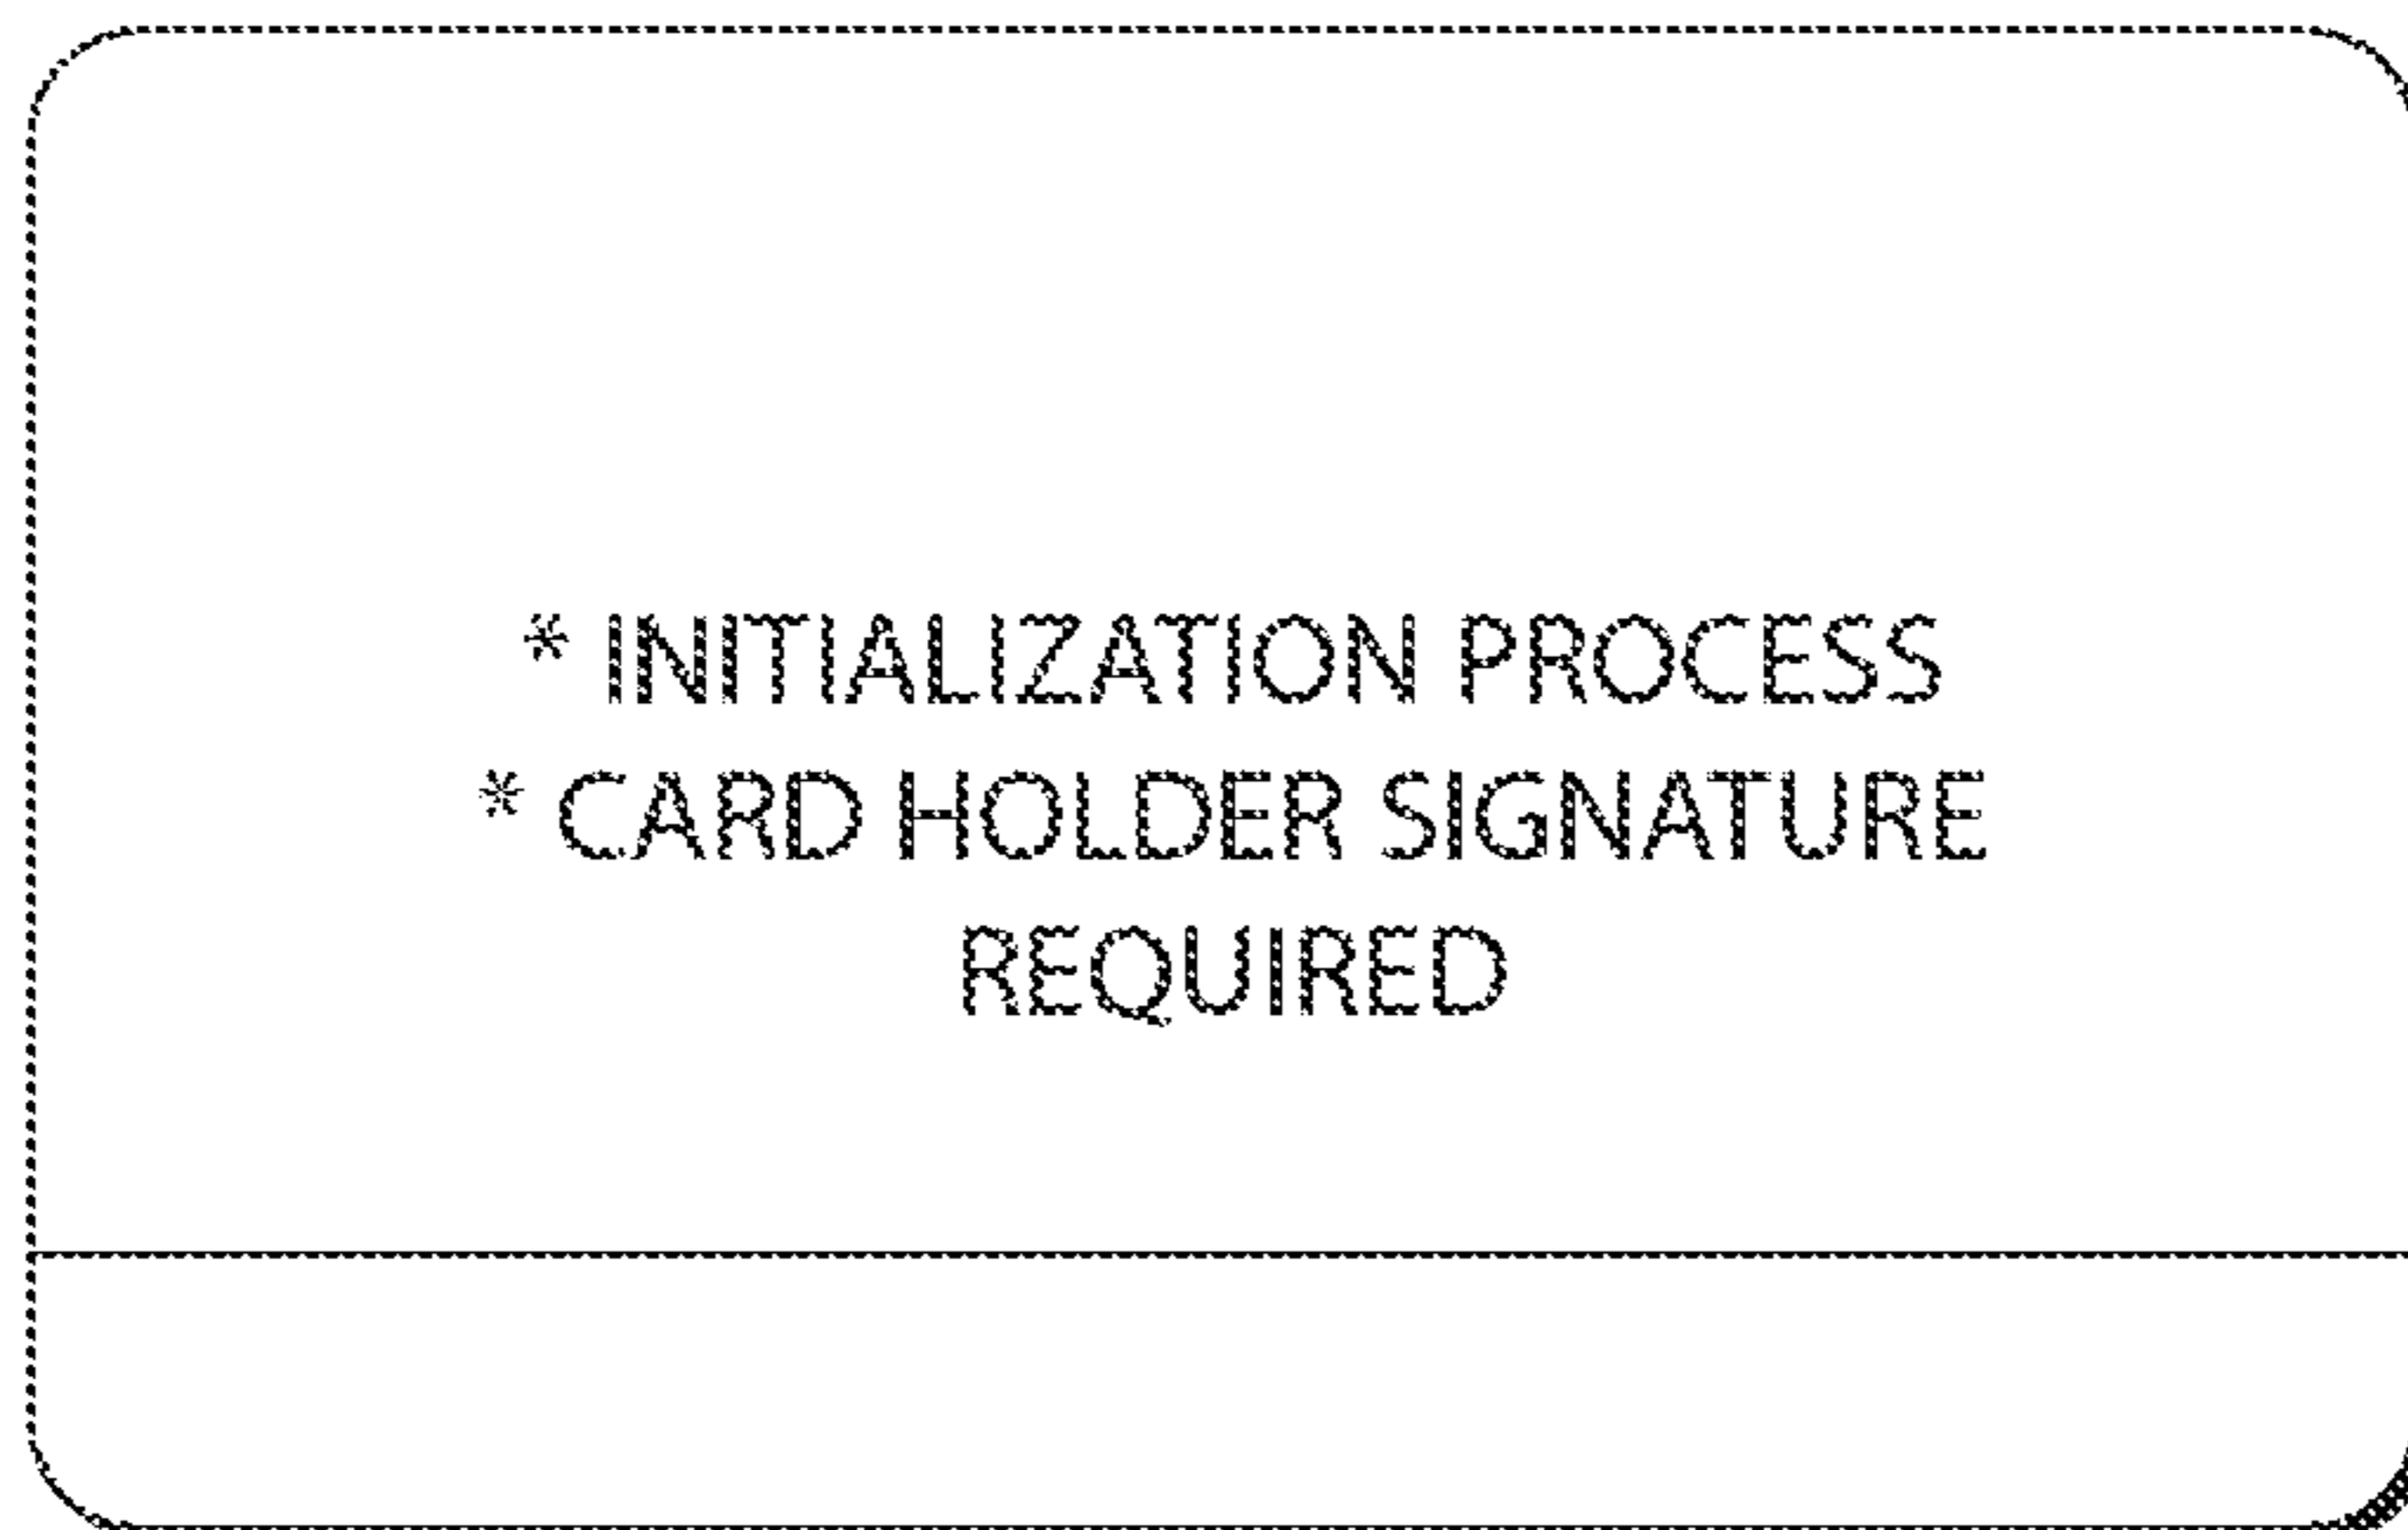 * INITIALIZATION PROCESS
* CARD HOLDER SIGNATURE
REQUIRED